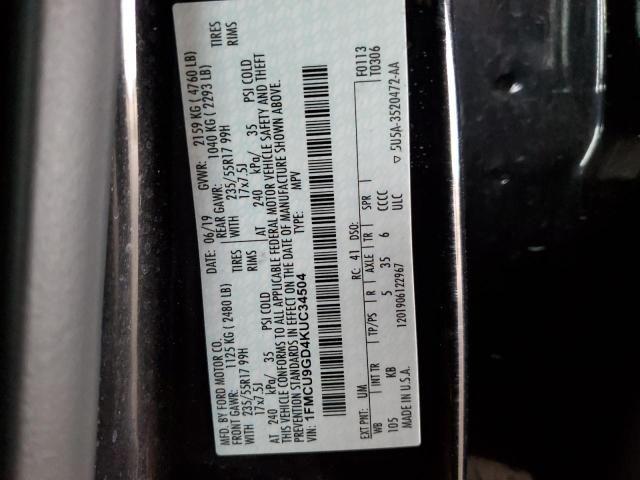 MFD. BY FORD MOTOR CO. DATE: 06/19 GVWR: 2159 KG ( 4760 LB)
FRONT GAWR: 1125 KG ( 2480 LB) REAR GAWR: 1040 KG ( 2293 LB)
WITH 235/55R17 99H TIRES WITH 235/55R17 99H TIRES
17x7.5J RIMS 17x7.5J RIMS
AT 240 kPa/ 35 PSI COLD AT 240 kPa/ 35 PSI COLD
THIS VEHICLE CONFORMS TO ALL APPLICABLE FEDERAL MOTOR VEHICLE SAFETY AND THEFT
PREVENTION STANDARDS IN EFFECT ON THE DATE OF MANUFACTURE SHOWN ABOVE.
VIN: 1FMCU9GD4KUC34504 TYPE: MPV
F0113
T0306
EXT PNT: UM RC: 41 DSO:
WB INT TR TP/PS R AXLE TR SPR
105 KB 5 35 6 CCCC
MADE IN U.S.A. 1201906122967 ULC
▽ 5U5A-3520472-AA